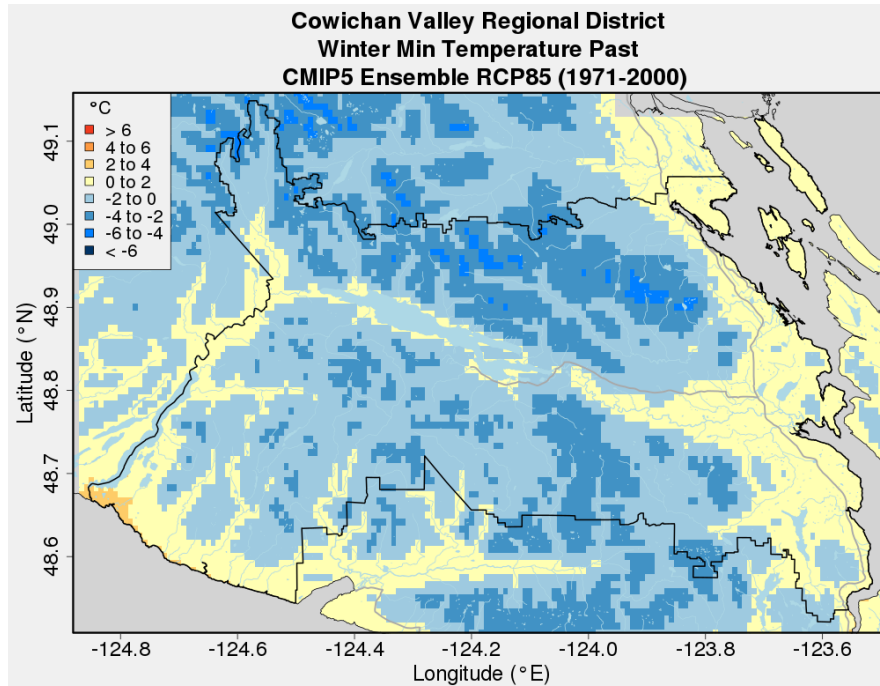 Cowichan Valley Regional District
Winter Min Temperature Past
CMIP5 Ensemble RCP85 (1971-2000)
°C
> 6
4 to 6
2 to 4
0 to 2
-2 to 0
-4 to -2
-6 to -4
< -6
Latitude (°N)
49.1
49.0
48.9
48.8
48.7
48.6
-124.8
-124.6
-124.4
-124.2
-124.0
-123.8
-123.6
Longitude (°E)